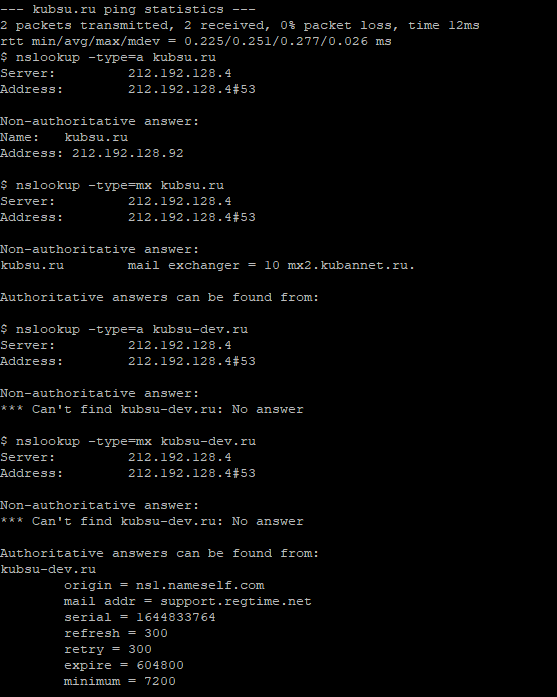 --- kubsu.ru ping statistics ---
2 packets transmitted, 2 received, 0% packet loss, time 12ms
rtt min/avg/max/mdev = 0.225/0.251/0.277/0.026 ms
$ nslookup -type=a kubsu.ru
Server:         212.192.128.4
Address:        212.192.128.4#53

Non-authoritative answer:
Name:   kubsu.ru
Address: 212.192.128.92

$ nslookup -type=mx kubsu.ru
Server:         212.192.128.4
Address:        212.192.128.4#53

Non-authoritative answer:
kubsu.ru        mail exchanger = 10 mx2.kubannet.ru.

Authoritative answers can be found from:

$ nslookup -type=a kubsu-dev.ru
Server:         212.192.128.4
Address:        212.192.128.4#53

Non-authoritative answer:
*** Can't find kubsu-dev.ru: No answer

$ nslookup -type=mx kubsu-dev.ru
Server:         212.192.128.4
Address:        212.192.128.4#53

Non-authoritative answer:
*** Can't find kubsu-dev.ru: No answer

Authoritative answers can be found from:
kubsu-dev.ru
        origin = ns1.nameself.com
        mail addr = support.regtime.net
        serial = 1644833764
        refresh = 300
        retry = 300
        expire = 604800
        minimum = 7200